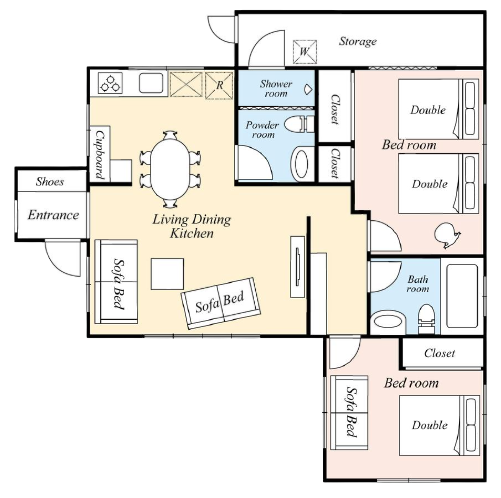 Storage
W
R
Shower
room
Powder
room
Closet
Closet
Double
Bed room
Double
Cupboard
Shoes
Entrance
Living Dining
Kitchen
Sofa Bed
Sofa Bed
Bath
room
Closet
Bed room
Sofa Bed
Double